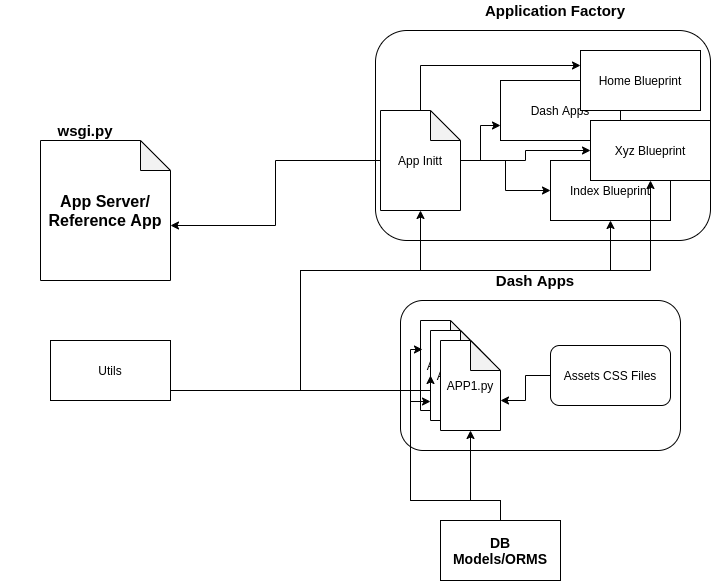 Application Factory
Home Blueprint
Dash Apps
wsgi.py
App Initt
Xyz Blueprint
App Server/
Reference App
Index Blueprint
Dash Apps
Utils
A
A
APP1.py
Assets CSS Files
DB
Models/ORMS